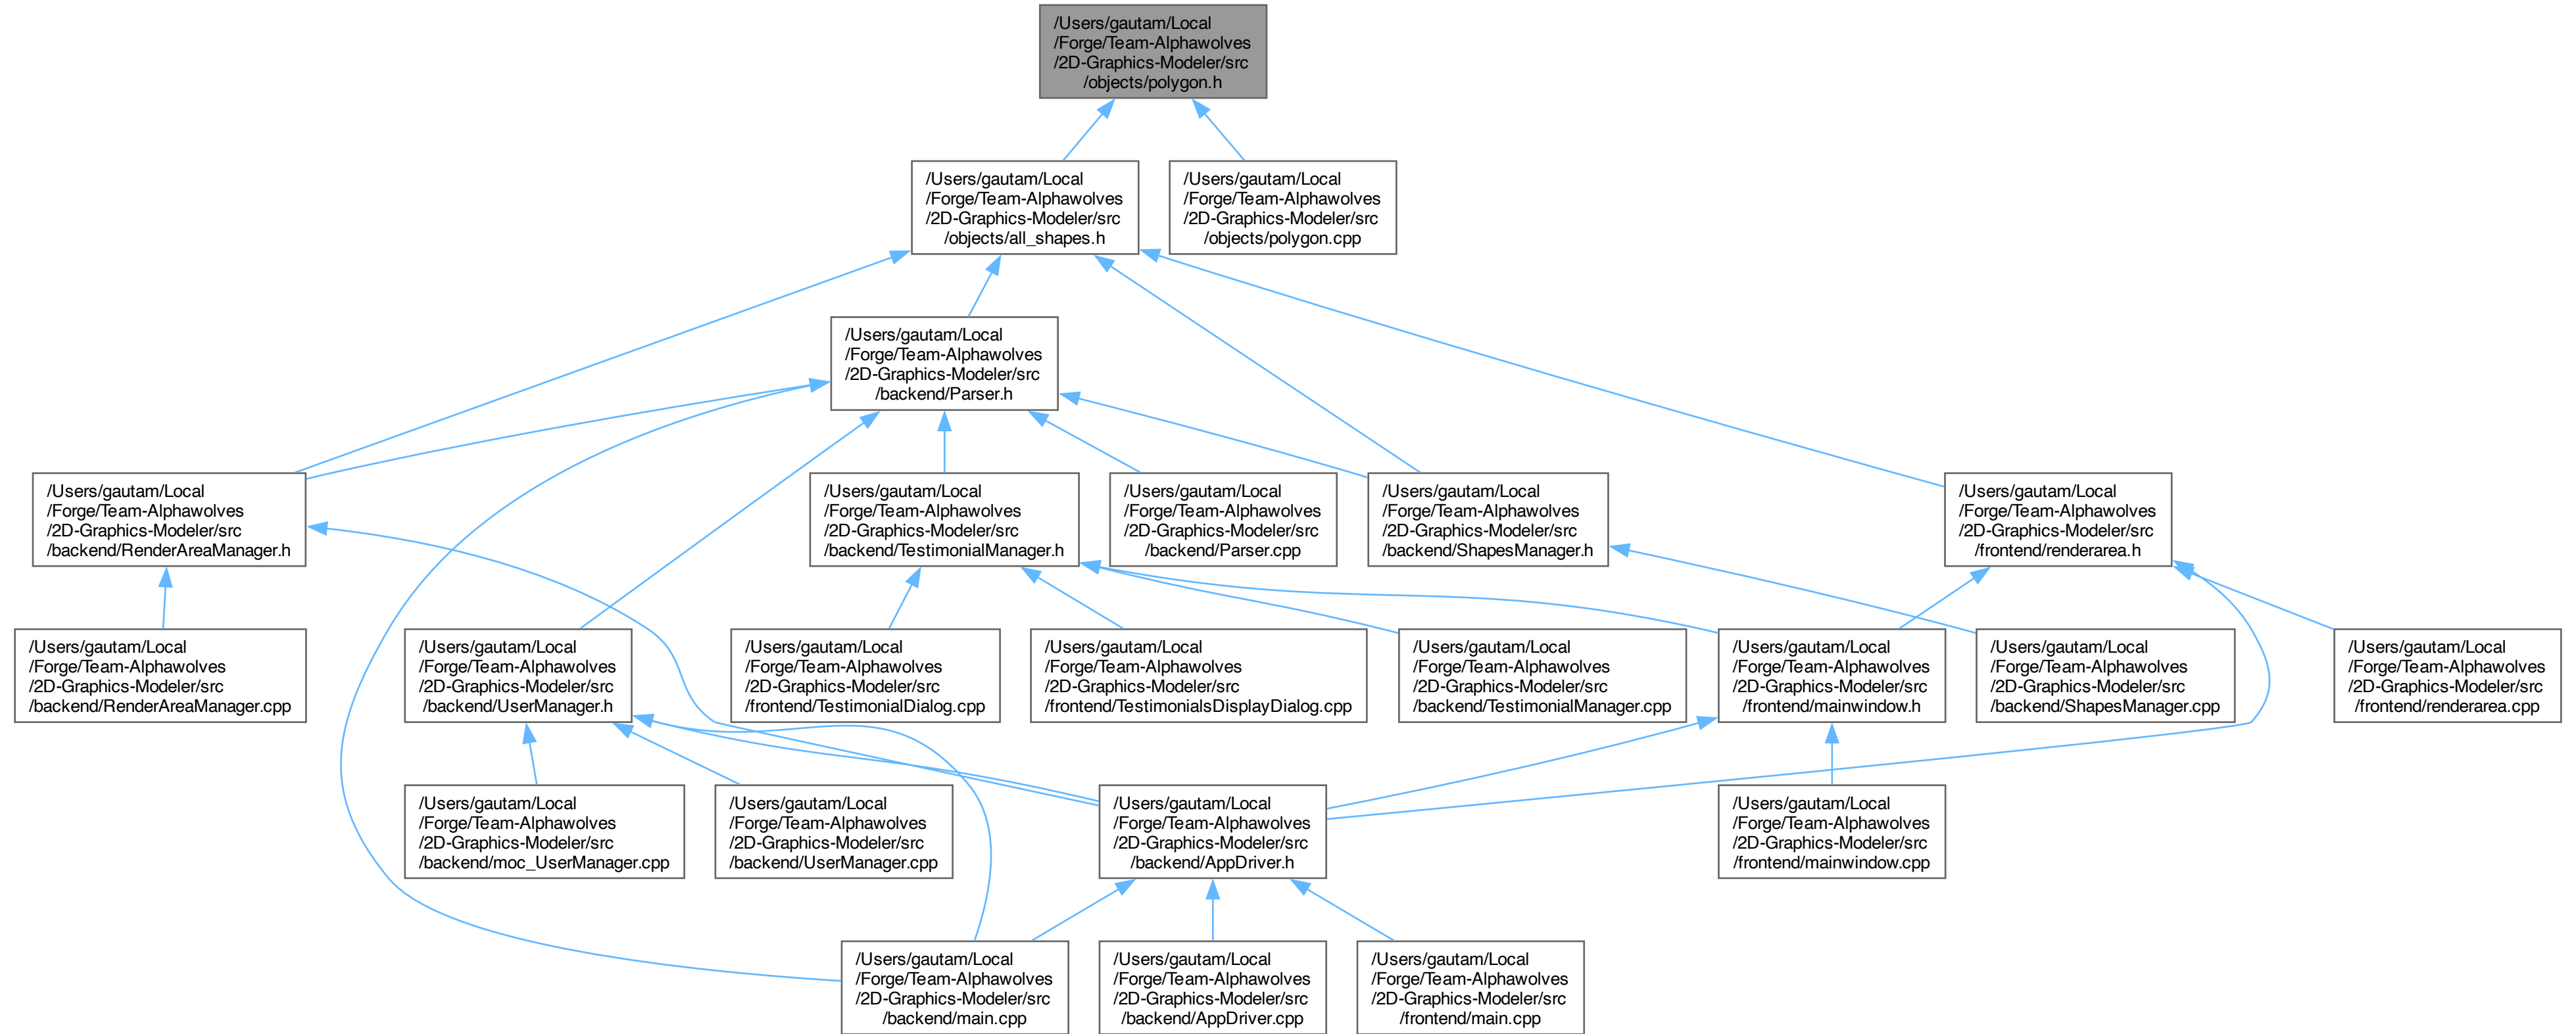 /Users/gautam/Local
/Forge/Team-Alphawolves
/2D-Graphics-Modeler/src
/objects/polygon.h
/Users/gautam/Local
/Forge/Team-Alphawolves
/2D-Graphics-Modeler/src
/objects/all_shapes.h
/Users/gautam/Local
/Forge/Team-Alphawolves
/2D-Graphics-Modeler/src
/objects/polygon.cpp
/Users/gautam/Local
/Forge/Team-Alphawolves
/2D-Graphics-Modeler/src
/backend/Parser.h
/Users/gautam/Local
/Forge/Team-Alphawolves
/2D-Graphics-Modeler/src
/backend/RenderAreaManager.h
/Users/gautam/Local
/Forge/Team-Alphawolves
/2D-Graphics-Modeler/src
/backend/TestimonialManager.h
/Users/gautam/Local
/Forge/Team-Alphawolves
/2D-Graphics-Modeler/src
/backend/Parser.cpp
/Users/gautam/Local
/Forge/Team-Alphawolves
/2D-Graphics-Modeler/src
/backend/ShapesManager.h
/Users/gautam/Local
/Forge/Team-Alphawolves
/2D-Graphics-Modeler/src
/frontend/renderarea.h
/Users/gautam/Local
/Forge/Team-Alphawolves
/2D-Graphics-Modeler/src
/backend/RenderAreaManager.cpp
/Users/gautam/Local
/Forge/Team-Alphawolves
/2D-Graphics-Modeler/src
/backend/UserManager.h
/Users/gautam/Local
/Forge/Team-Alphawolves
/2D-Graphics-Modeler/src
/frontend/TestimonialDialog.cpp
/Users/gautam/Local
/Forge/Team-Alphawolves
/2D-Graphics-Modeler/src
/frontend/TestimonialsDisplayDialog.cpp
/Users/gautam/Local
/Forge/Team-Alphawolves
/2D-Graphics-Modeler/src
/backend/TestimonialManager.cpp
/Users/gautam/Local
/Forge/Team-Alphawolves
/2D-Graphics-Modeler/src
/frontend/mainwindow.h
/Users/gautam/Local
/Forge/Team-Alphawolves
/2D-Graphics-Modeler/src
/backend/ShapesManager.cpp
/Users/gautam/Local
/Forge/Team-Alphawolves
/2D-Graphics-Modeler/src
/frontend/renderarea.cpp
/Users/gautam/Local
/Forge/Team-Alphawolves
/2D-Graphics-Modeler/src
/backend/moc_UserManager.cpp
/Users/gautam/Local
/Forge/Team-Alphawolves
/2D-Graphics-Modeler/src
/backend/UserManager.cpp
/Users/gautam/Local
/Forge/Team-Alphawolves
/2D-Graphics-Modeler/src
/backend/AppDriver.h
/Users/gautam/Local
/Forge/Team-Alphawolves
/2D-Graphics-Modeler/src
/frontend/mainwindow.cpp
/Users/gautam/Local
/Forge/Team-Alphawolves
/2D-Graphics-Modeler/src
/backend/main.cpp
/Users/gautam/Local
/Forge/Team-Alphawolves
/2D-Graphics-Modeler/src
/backend/AppDriver.cpp
/Users/gautam/Local
/Forge/Team-Alphawolves
/2D-Graphics-Modeler/src
/frontend/main.cpp